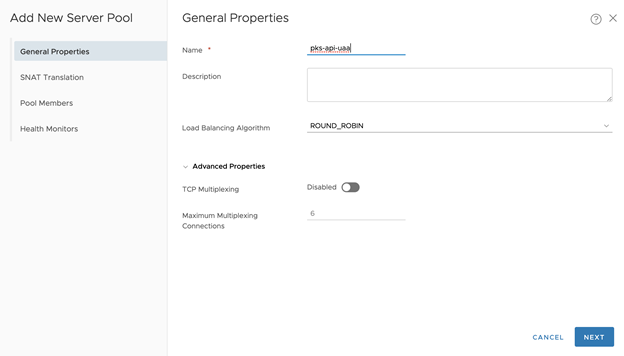 Add New Server Pool
General Properties
SNAT Translation
Pool Members
Health Monitors
General Properties
Name *
pks-api-uaa
Description
Load Balancing Algorithm
ROUND_ROBIN
Advanced Properties
TCP Multiplexing
Disabled
Maximum Multiplexing
Connections
6
CANCEL
NEXT